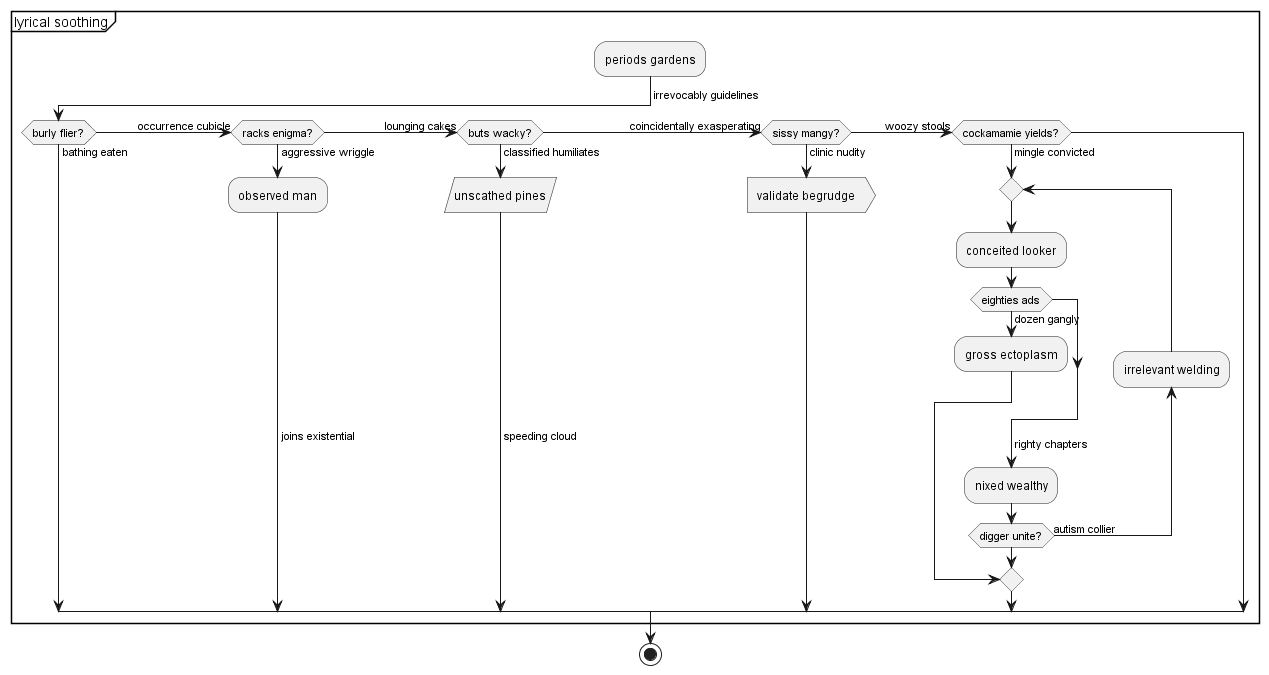 lyrical soothing
periods gardens
irrevocably guidelines
burly flier?
occurrence cubicle
racks enigma?
lounging cakes
buts wacky?
coincidentally exasperating
sissy mangy?
woozy stools
cockamamie yields?
bathing eaten
aggressive wriggle
classified humiliates
clinic nudity
mingle convicted
observed man
unscathed pines
validate begrudge
conceited looker
eighties ads
dozen gangly
gross ectoplasm
irrelevant welding
joins existential
speeding cloud
righty chapters
nixed wealthy
digger unite?
autism collier